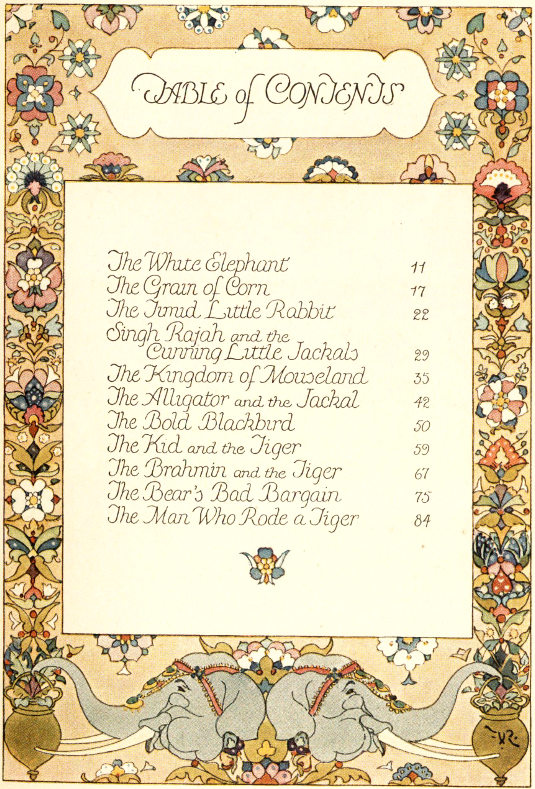 TABLE of CONTENTS
The White Elephant 11
The Grain of Corn 17
The Timid Little Rabbit 22
Singh Rajah and the
Cunning Little Jackals 29
The Kingdom of Mouseland 35
The Alligator and the Jackal 42
The Bold Blackbird 50
The Kid and the Tiger 59
The Brahmin and the Tiger 67
The Bear's Bad Bargain 75
The Man Who Rode a Tiger 84